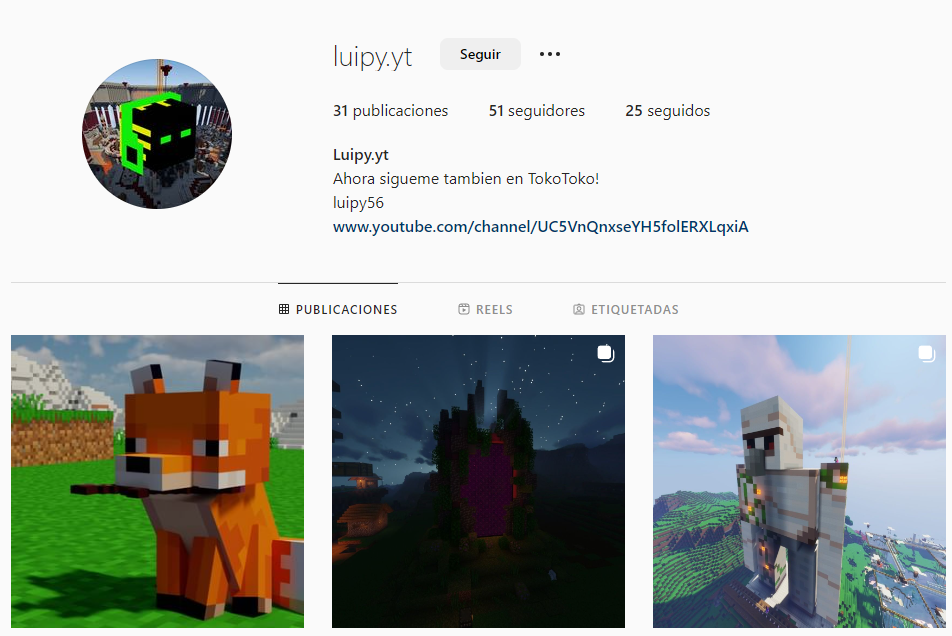 luipy.yt Seguir
31 publicaciones 51 seguidores 25 seguidos
Luipy.yt
Ahora sigueme tambien en TokoToko!
luipy56
www.youtube.com/channel/UC5VnQnxseYH5folERXLqxiA
PUBLICACIONES REELS ETIQUETADAS